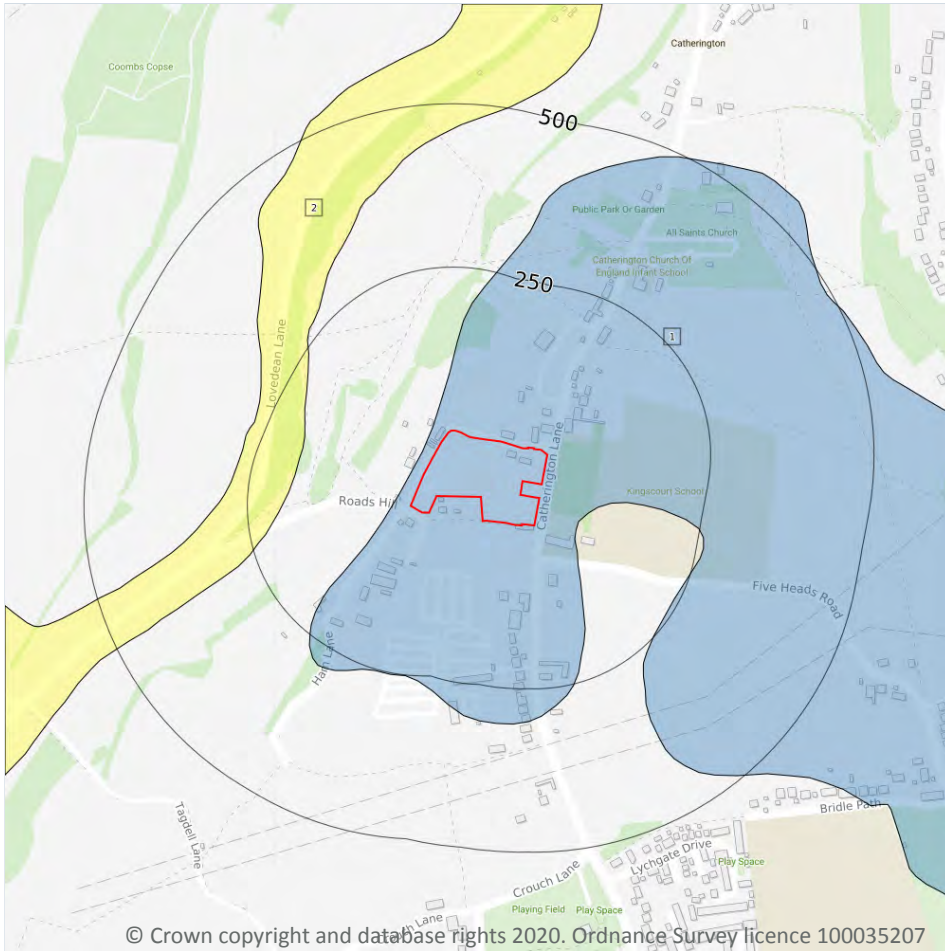 Catherington
Coombs Copse
500
2
Public Park Or Garden
All Saints Church
Catherington Church Of
England Infant School
250
1
Lovedean Lane
Catherington Lane
Kingscourt School
Roads Hill
Five Heads Road
Ham Lane
Bridle Path
Tagdell Lane
Lychgate Drive
Play Space
Crouch Lane
Playing Field
Play Space
Lane
© Crown copyright and database rights 2020. Ordnance Survey licence 100035207